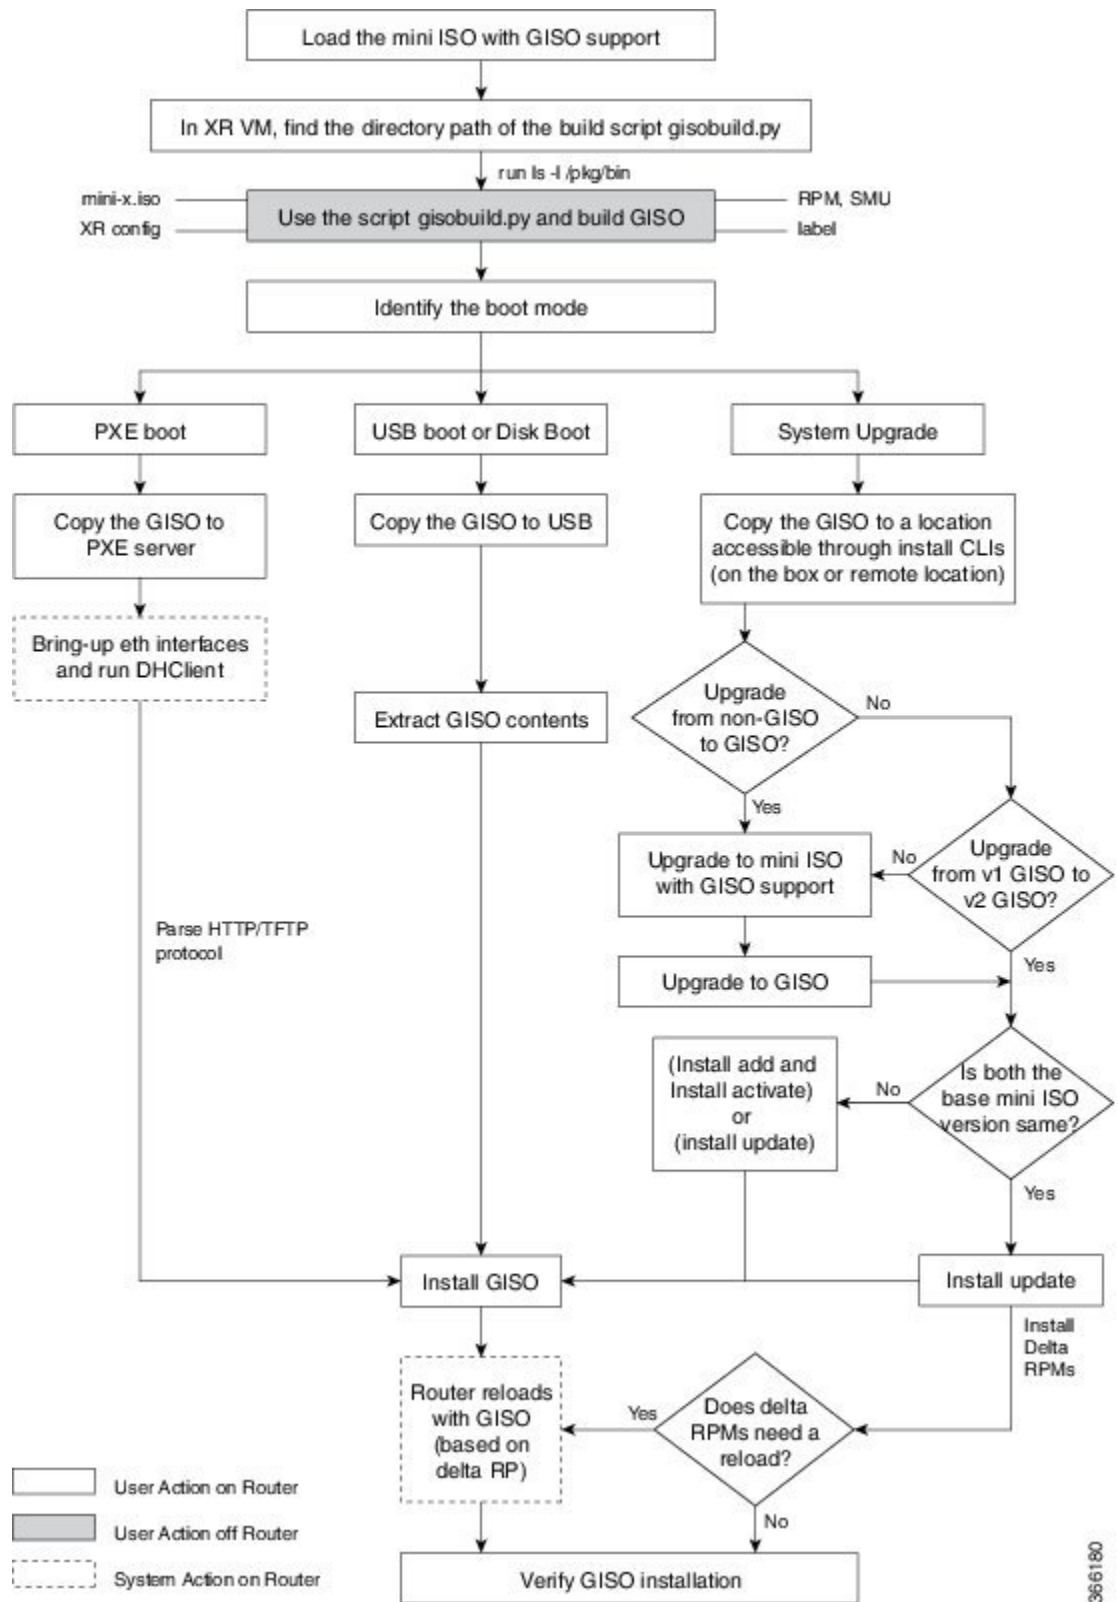 Load the mini ISO with GISO support
In XR VM, find the directory path of the build script gisobuild.py
run ls -l /pkg/bin
mini-x.iso
XR config
Use the script gisobuild.py and build GISO
RPM, SMU
label
Identify the boot mode
PXE boot
USB boot or Disk Boot
System Upgrade
Copy the GISO to
PXE server
Copy the GISO to USB
Copy the GISO to a location
accessible through install CLIs
(on the box or remote location)
Bring-up eth interfaces
and run DHClient
Extract GISO contents
Upgrade
from non-GISO
to GISO?
No
Yes
Upgrade to mini ISO
with GISO support
No
Upgrade
from v1 GISO to
v2 GISO?
Parse HTTP/TFTP
protocol
Upgrade to GISO
Yes
(Install add and
Install activate)
or
(install update)
No
Is both the
base mini ISO
version same?
Yes
Install GISO
Install update
Install
Delta
RPMs
Router reloads
with GISO
(based on
delta RP)
Yes
Does delta
RPMs need a
reload?
No
Verify GISO installation
User Action on Router
User Action off Router
System Action on Router
366180